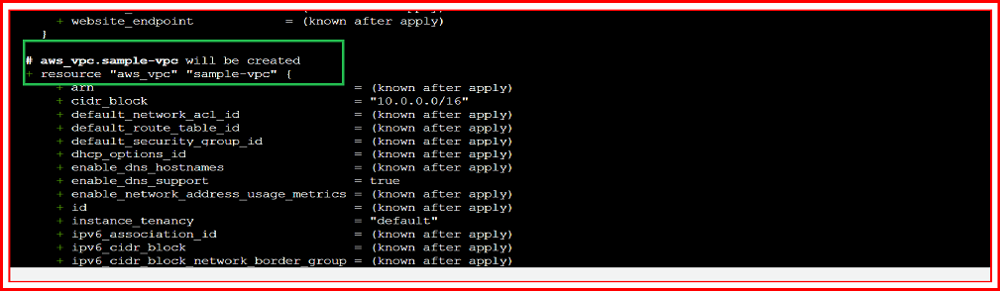 + website_endpoint = (known after apply)
}
# aws_vpc.sample-vpc will be created
+ resource "aws_vpc" "sample-vpc" {
+ arn = (known after apply)
+ cidr_block = "10.0.0.0/16"
+ default_network_acl_id = (known after apply)
+ default_route_table_id = (known after apply)
+ default_security_group_id = (known after apply)
+ dhcp_options_id = (known after apply)
+ enable_dns_hostnames = (known after apply)
+ enable_dns_support = true
+ enable_network_address_usage_metrics = (known after apply)
+ id = (known after apply)
+ instance_tenancy = "default"
+ ipv6_association_id = (known after apply)
+ ipv6_cidr_block = (known after apply)
+ ipv6_cidr_block_network_border_group = (known after apply)